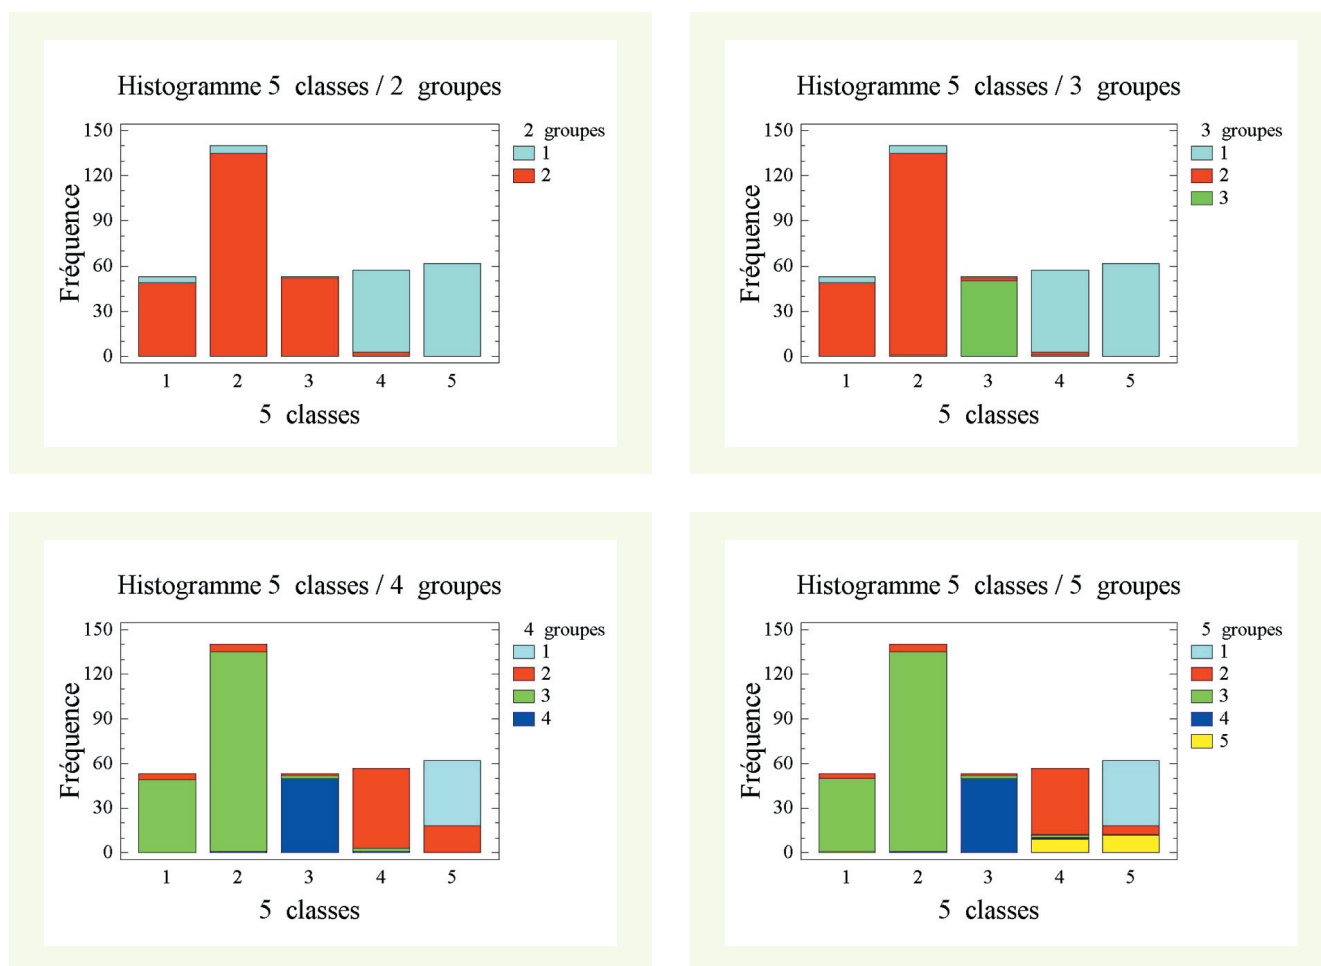 Histogramme 5 classes / 2 groupes
150
120
90
60
30
0
Fréquence
1 2 3 4 5
5 classes
2 groupes
1
2
Histogramme 5 classes / 3 groupes
150
120
90
60
30
0
Fréquence
1 2 3 4 5
5 classes
3 groupes
1
2
3
Histogramme 5 classes / 4 groupes
150
120
90
60
30
0
Fréquence
1 2 3 4 5
5 classes
4 groupes
1
2
3
4
Histogramme 5 classes / 5 groupes
150
120
90
60
30
0
Fréquence
1 2 3 4 5
5 classes
5 groupes
1
2
3
4
5